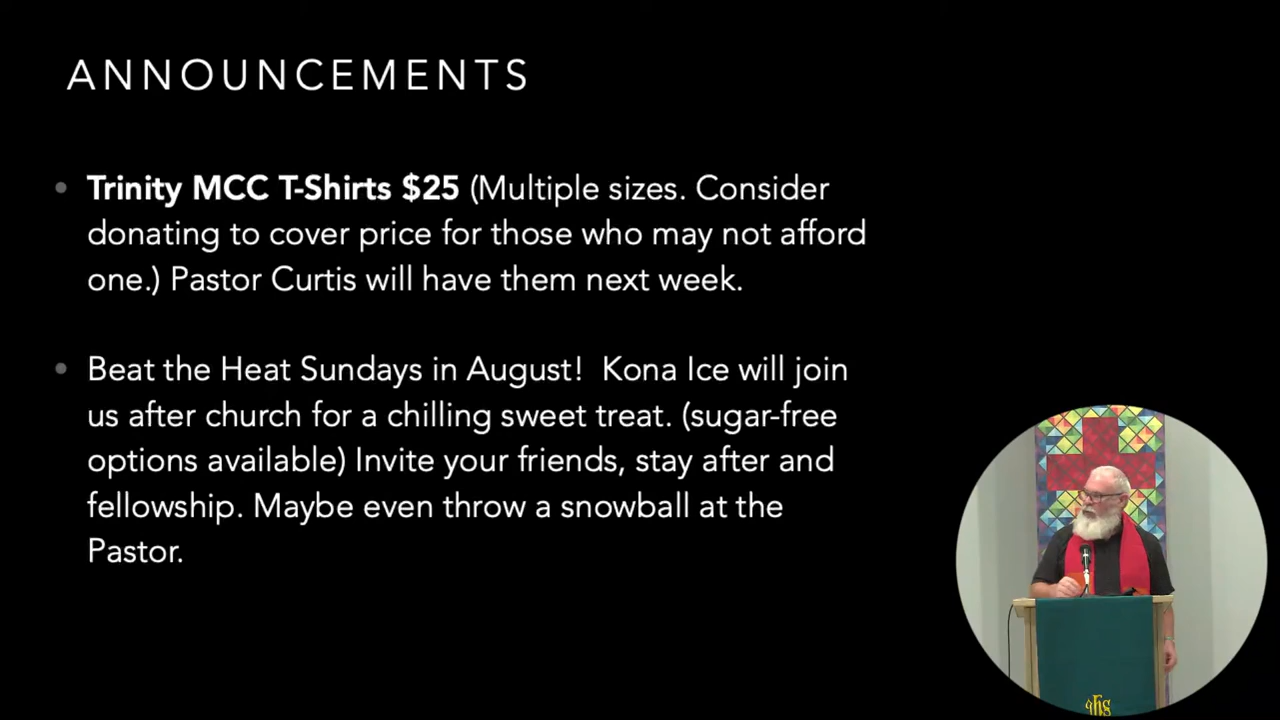 ANNOUNCEMENTS
• Trinity MCC T-Shirts $25 (Multiple sizes. Consider
donating to cover price for those who may not afford
one.) Pastor Curtis will have them next week.
• Beat the Heat Sundays in August!  Kona Ice will join
us after church for a chilling sweet treat. (sugar-free
options available) Invite your friends, stay after and
fellowship. Maybe even throw a snowball at the
Pastor.
ihs